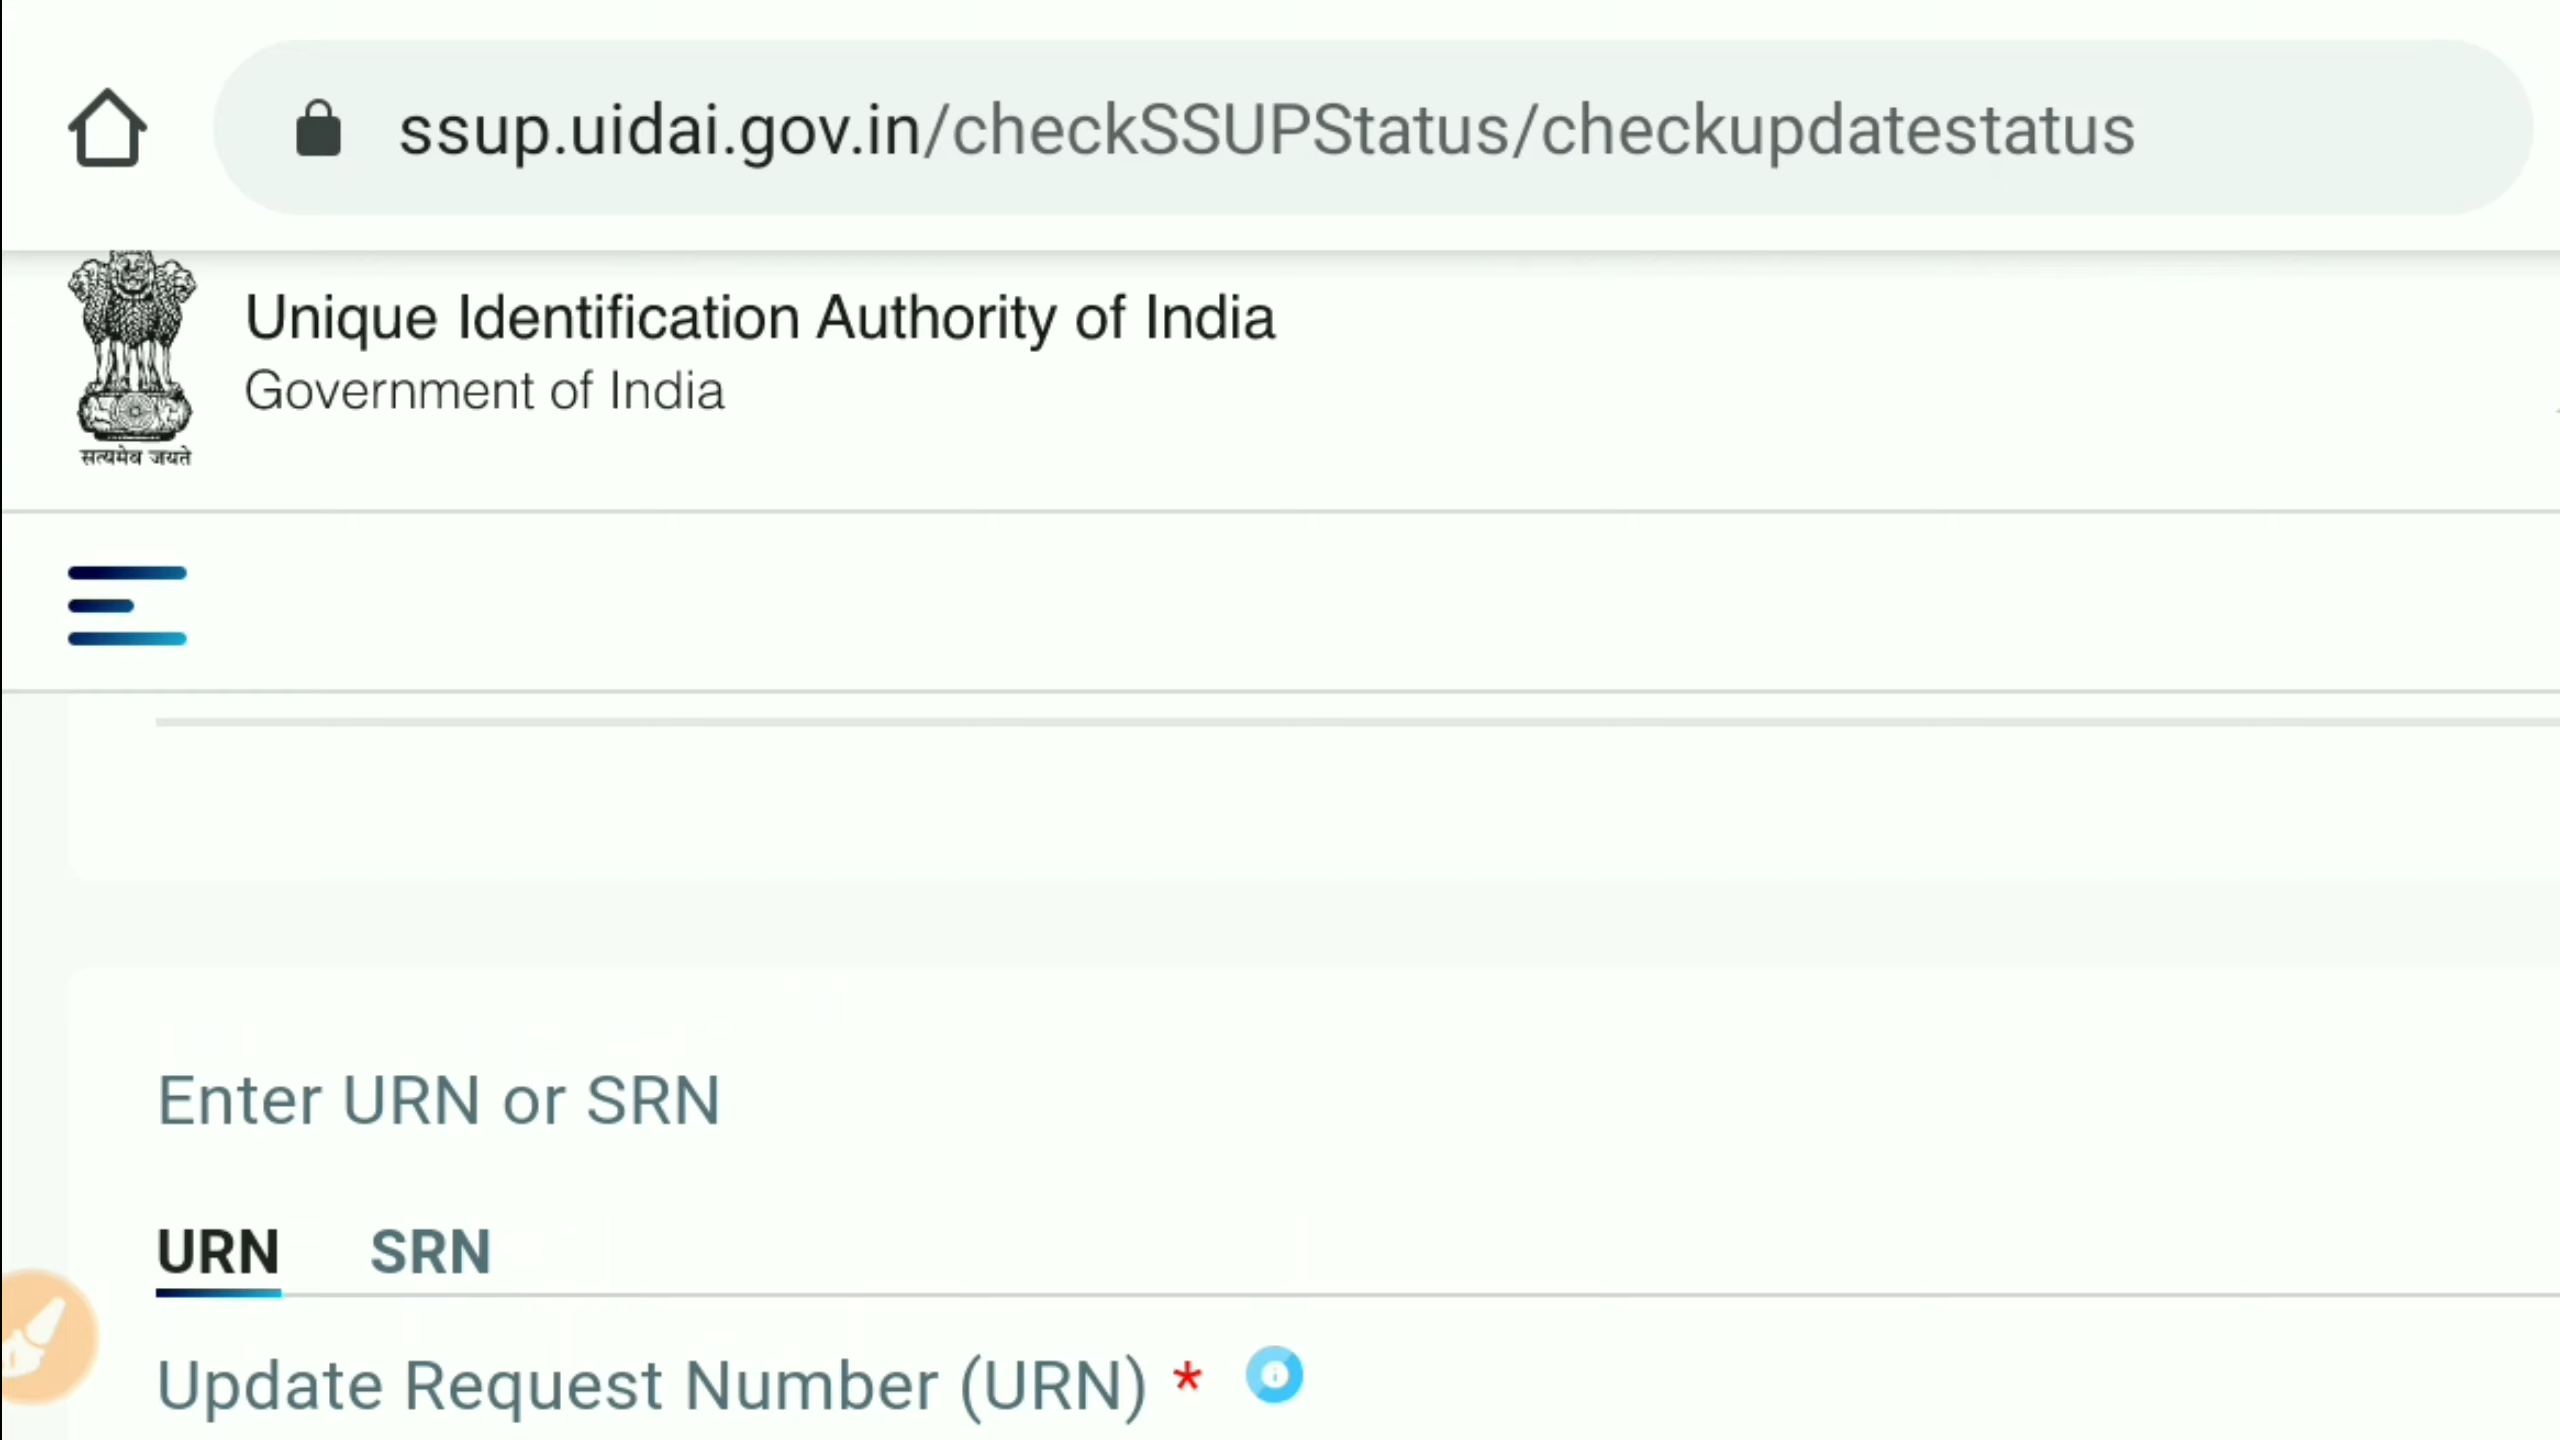 ssup.uidai.gov.in/checkSSUPStatus/checkupdatestatus
Unique Identification Authority of India
Government of India
सत्यमेव जयते
Enter URN or SRN
URN SRN
Update Request Number (URN) *